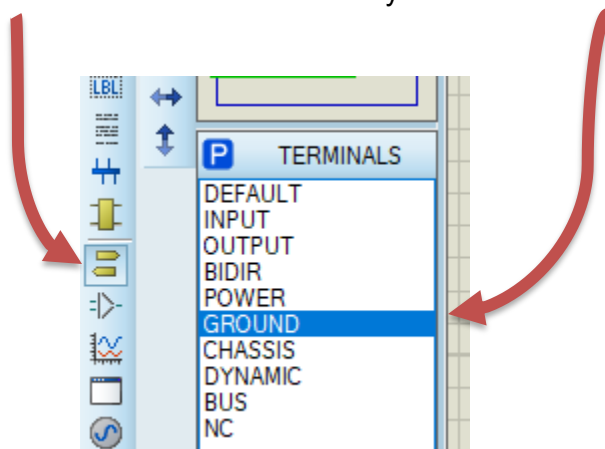 LBL
P TERMINALS
DEFAULT
INPUT
OUTPUT
BIDIR
POWER
GROUND
CHASSIS
DYNAMIC
BUS
NC